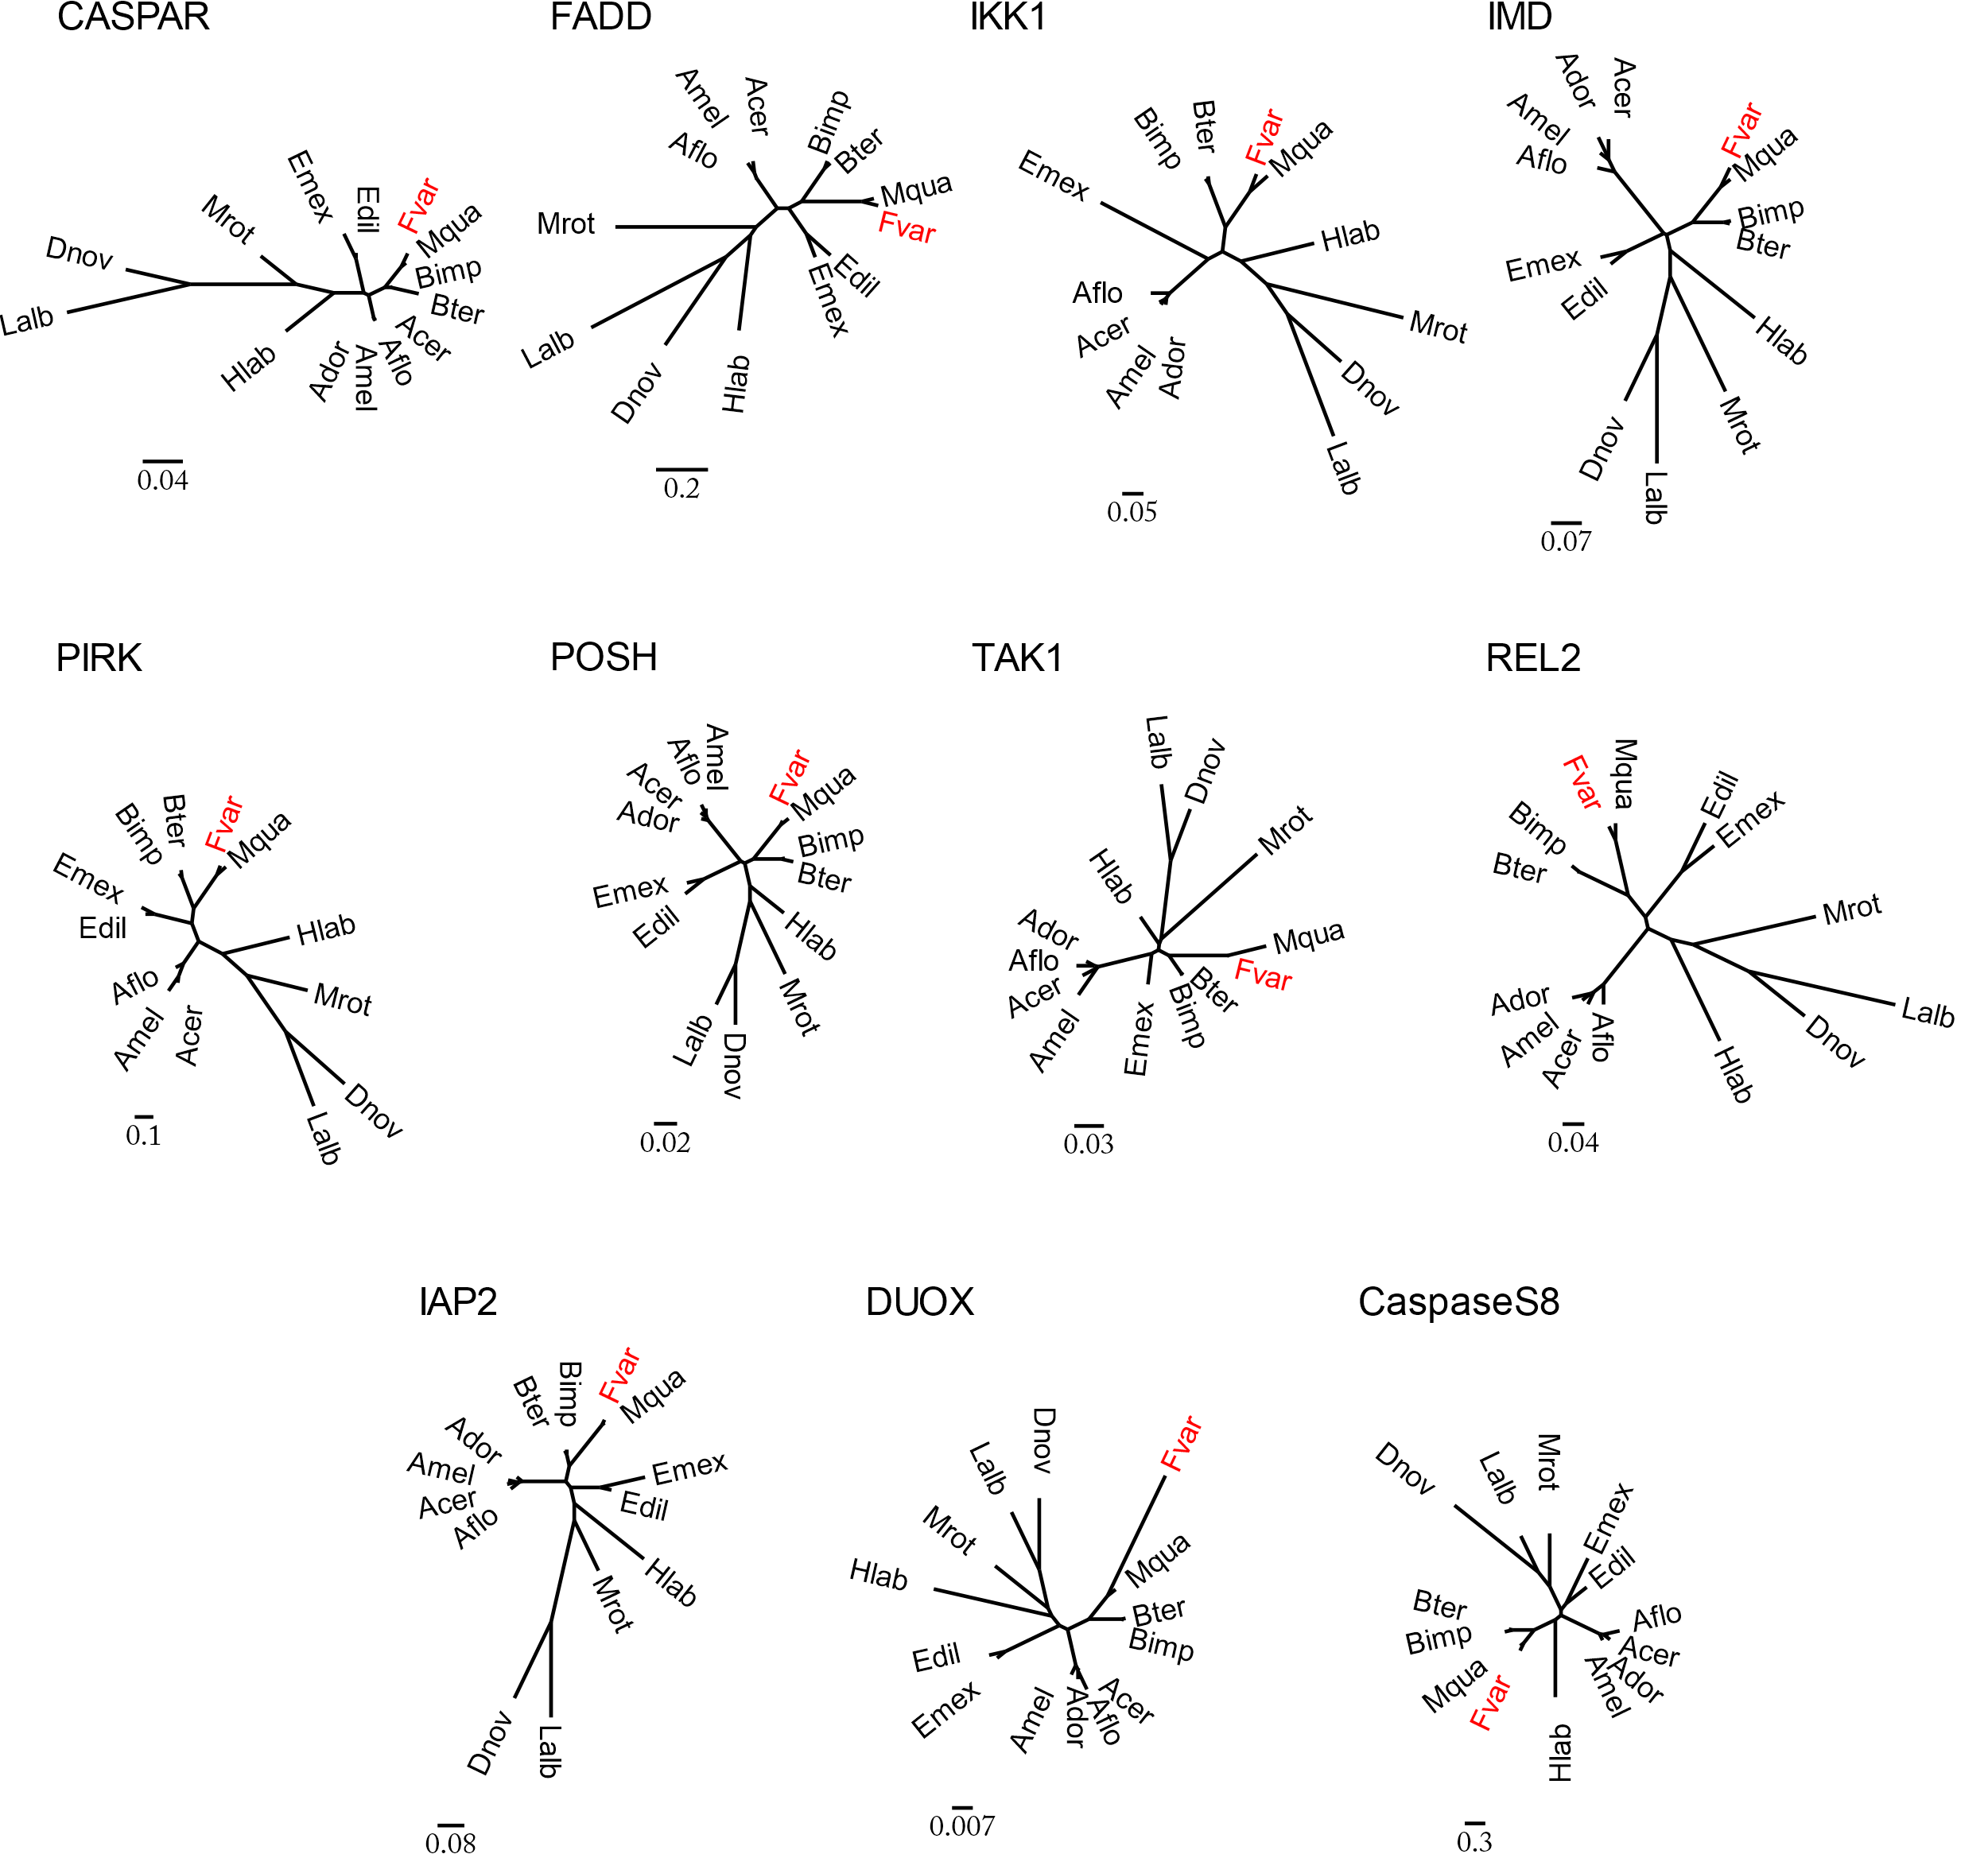 CASPAR
FADD
IKK1
IMD
Dnov
Lalb
Mrot
Emex
Edil
Fvar
Mqua
Bimp
Bter
Acer
Aflo
Amel
Ador
Hlab
0.04
Amel
Acer
Aflo
Bimp
Bter
Mqua
Fvar
Edil
Emex
Mrot
Lalb
Dnov
Hlab
0.2
Emex
Bimp
Bter
Fvar
Mqua
Hlab
Mrot
Dnov
Lalb
Aflo
Acer
Amel
Ador
0.05
Ador
Acer
Amel
Aflo
Fvar
Mqua
Bimp
Bter
Emex
Edil
Hlab
Mrot
Dnov
Lalb
0.07
PIRK
POSH
TAK1
REL2
Bimp
Bter
Fvar
Mqua
Emex
Edil
Hlab
Mrot
Aflo
Amel
Acer
Dnov
Lalb
0.1
Amel
Aflo
Acer
Ador
Fvar
Mqua
Bimp
Bter
Emex
Edil
Hlab
Mrot
Lalb
Dnov
0.02
Lalb
Dnov
Mrot
Hlab
Ador
Aflo
Acer
Amel
Emex
Bimp
Bter
Mqua
Fvar
0.03
Fvar
Mqua
Bimp
Bter
Edil
Emex
Mrot
Lalb
Dnov
Hlab
Ador
Amel
Acer
Aflo
0.04
IAP2
DUOX
CaspaseS8
Bter
Bimp
Fvar
Mqua
Ador
Amel
Acer
Aflo
Emex
Edil
Hlab
Mrot
Dnov
Lalb
0.08
Dnov
Lalb
Mrot
Hlab
Fvar
Mqua
Bter
Bimp
Edil
Emex
Amel
Ador
Aflo
Acer
0.007
Dnov
Lalb
Mrot
Emex
Edil
Bter
Bimp
Mqua
Fvar
Aflo
Acer
Ador
Amel
Hlab
0.3